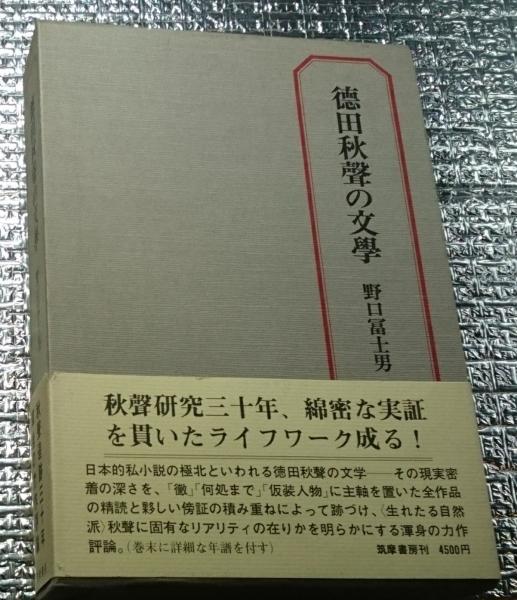 德田秋聲の文學
野口冨士男
秋聲研究三十年、綿密な実証
を貫いたライフワーク成る!
日本的私小説の極北といわれる徳田秋聲の文学——その現実密
着の深さを、「黴」「何処まで」「仮装人物」に主軸を置いた全作品
の精読と夥しい傍証の積み重ねによって跡づけ、〈生れたる自然
派〉秋聲に固有なリアリティの在りかを明らかにする渾身の力作
評論。(巻末に詳細な年譜を付す)
筑摩書房刊 4500円